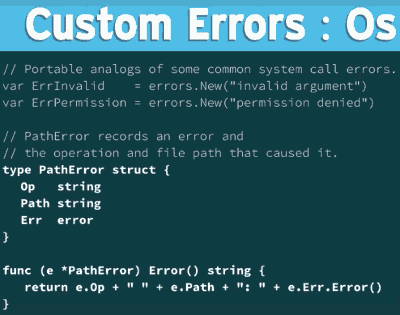 Custom Errors : Os
// Portable analogs of some common system call errors.
var ErrInvalid    = errors.New("invalid argument")
var ErrPermission = errors.New("permission denied")
// PathError records an error and
// the operation and file path that caused it.
type PathError struct {
Op   string
Path string
Err  error
}
func (e *PathError) Error() string {
return e.Op + " " + e.Path + ": " + e.Err.Error()
}